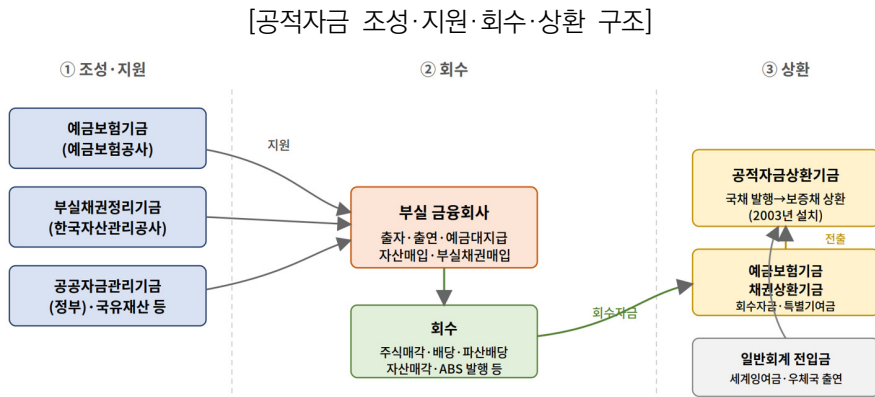 [공적자금 조성·지원·회수·상환 구조]
① 조성·지원
② 회수
③ 상환
예금보험기금
(예금보험공사)
지원
부실채권정리기금
(한국자산관리공사)
공공자금관리기금
(정부)·국유재산 등
부실 금융회사
출자·출연·예금대지급
자산매입·부실채권매입
회수
주식매각·배당·파산배당
자산매각·ABS 발행 등
회수자금
공적자금상환기금
국채 발행→보증채 상환
(2003년 설치)
전출
예금보험기금
채권상환기금
회수자금·특별기여금
일반회계 전입금
세계잉여금·우체국 출연